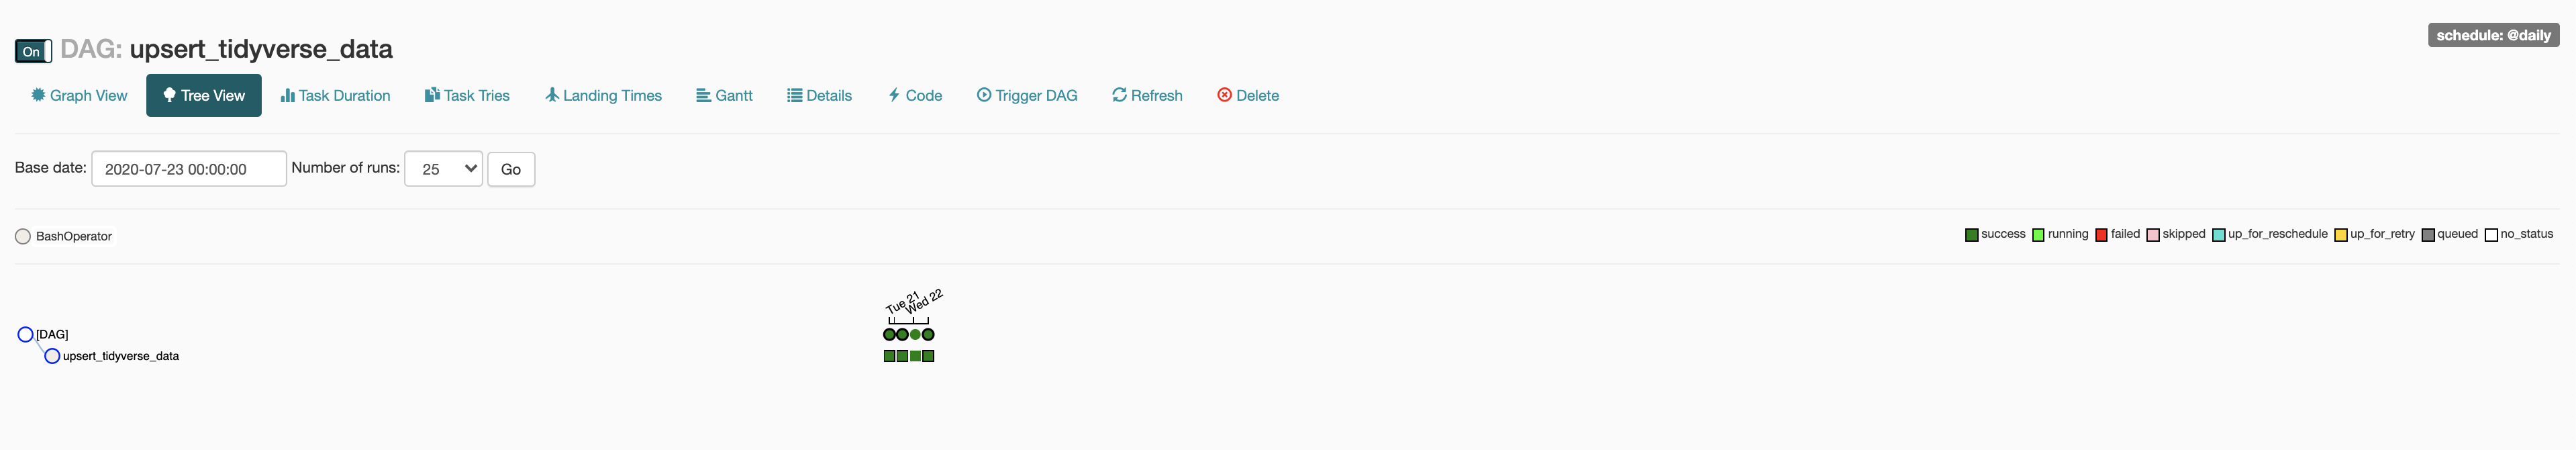 schedule: @daily
On DAG: upsert_tidyverse_data
Graph View Tree View Task Duration Task Tries Landing Times Gantt Details Code Trigger DAG Refresh Delete
Base date: 2020-07-23 00:00:00 Number of runs: 25 Go
BashOperator success running failed skipped up_for_reschedule up_for_retry queued no_status
Tue 21 Wed 22
[DAG]
upsert_tidyverse_data